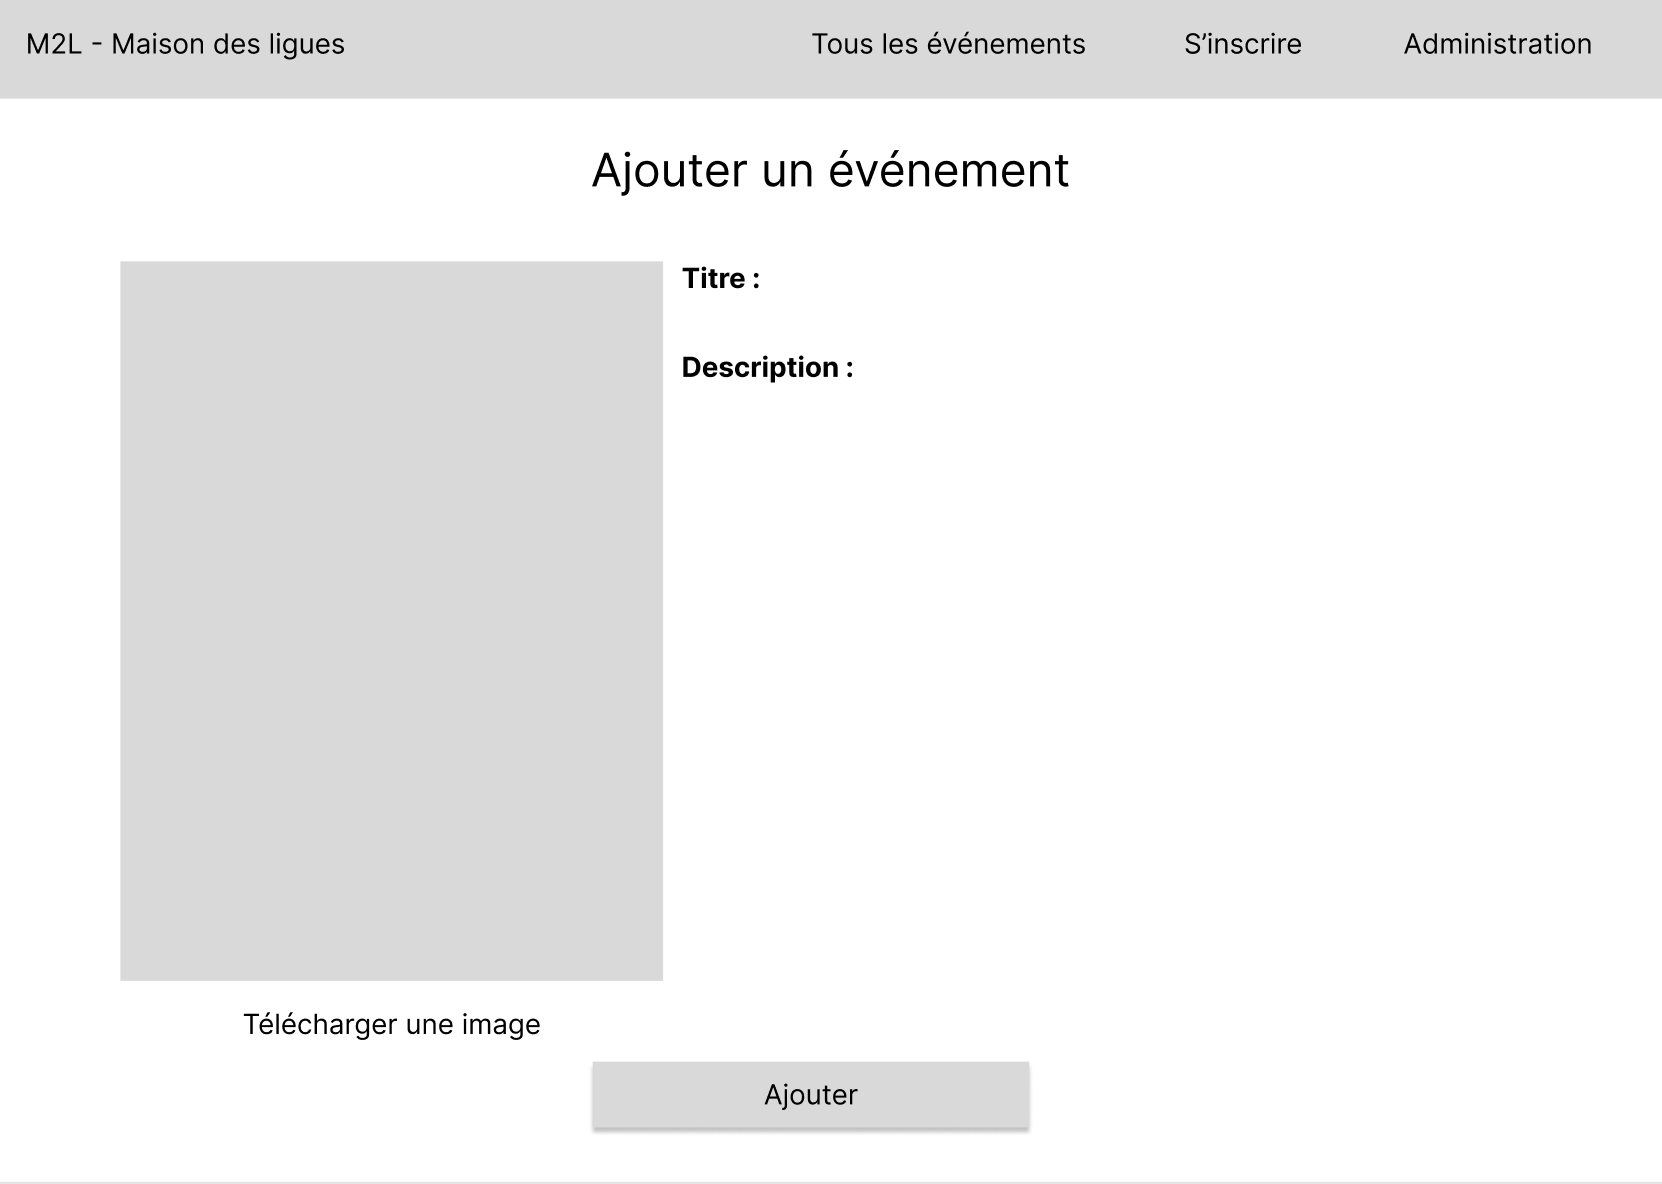 M2L - Maison des ligues
Tous les événements
S’inscrire
Administration
Ajouter un événement
Titre :
Description :
Télécharger une image
Ajouter